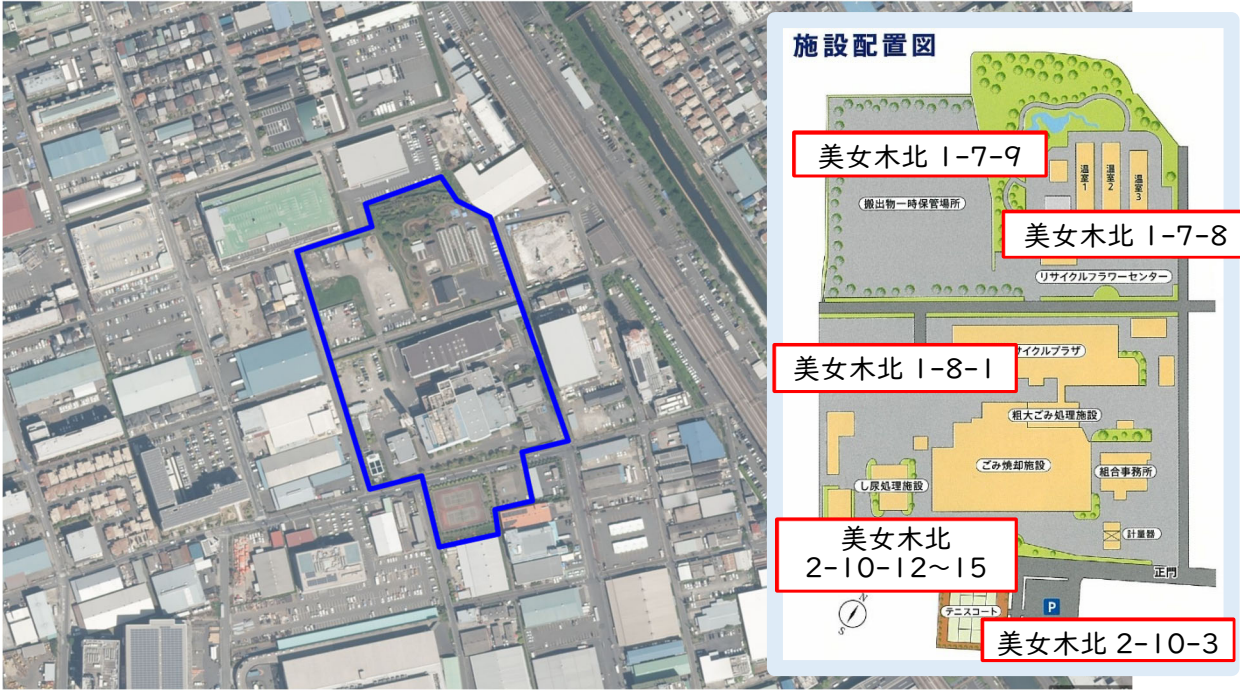 施設配置図
美女木北 1-7-9
温室1
温室2
温室3
搬出物一時保管場所
美女木北 1-7-8
リサイクルフラワーセンター
美女木北 1-8-1
サイクルプラザ
粗大ごみ処理施設
ごみ焼却施設
組合事務所
し尿処理施設
美女木北
2-10-12～15
計量器
正門
N
S
テニスコート
P
美女木北 2-10-3